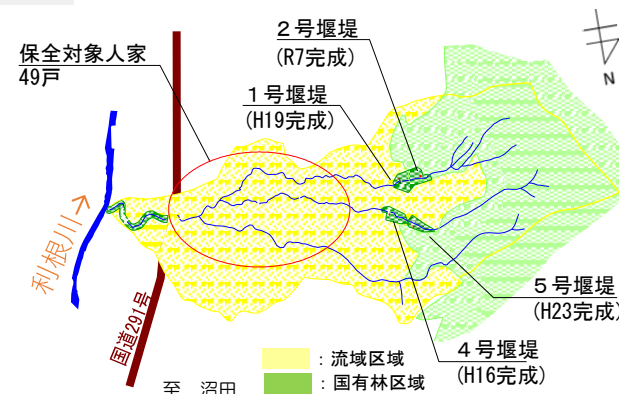 2号堰堤
(R7完成)
保全対象人家
49戸
1号堰堤
(H19完成)
N
利根川→
国道291号
5号堰堤
(H23完成)
4号堰堤
(H16完成)
：流域区域
至 沼田
：国有林区域